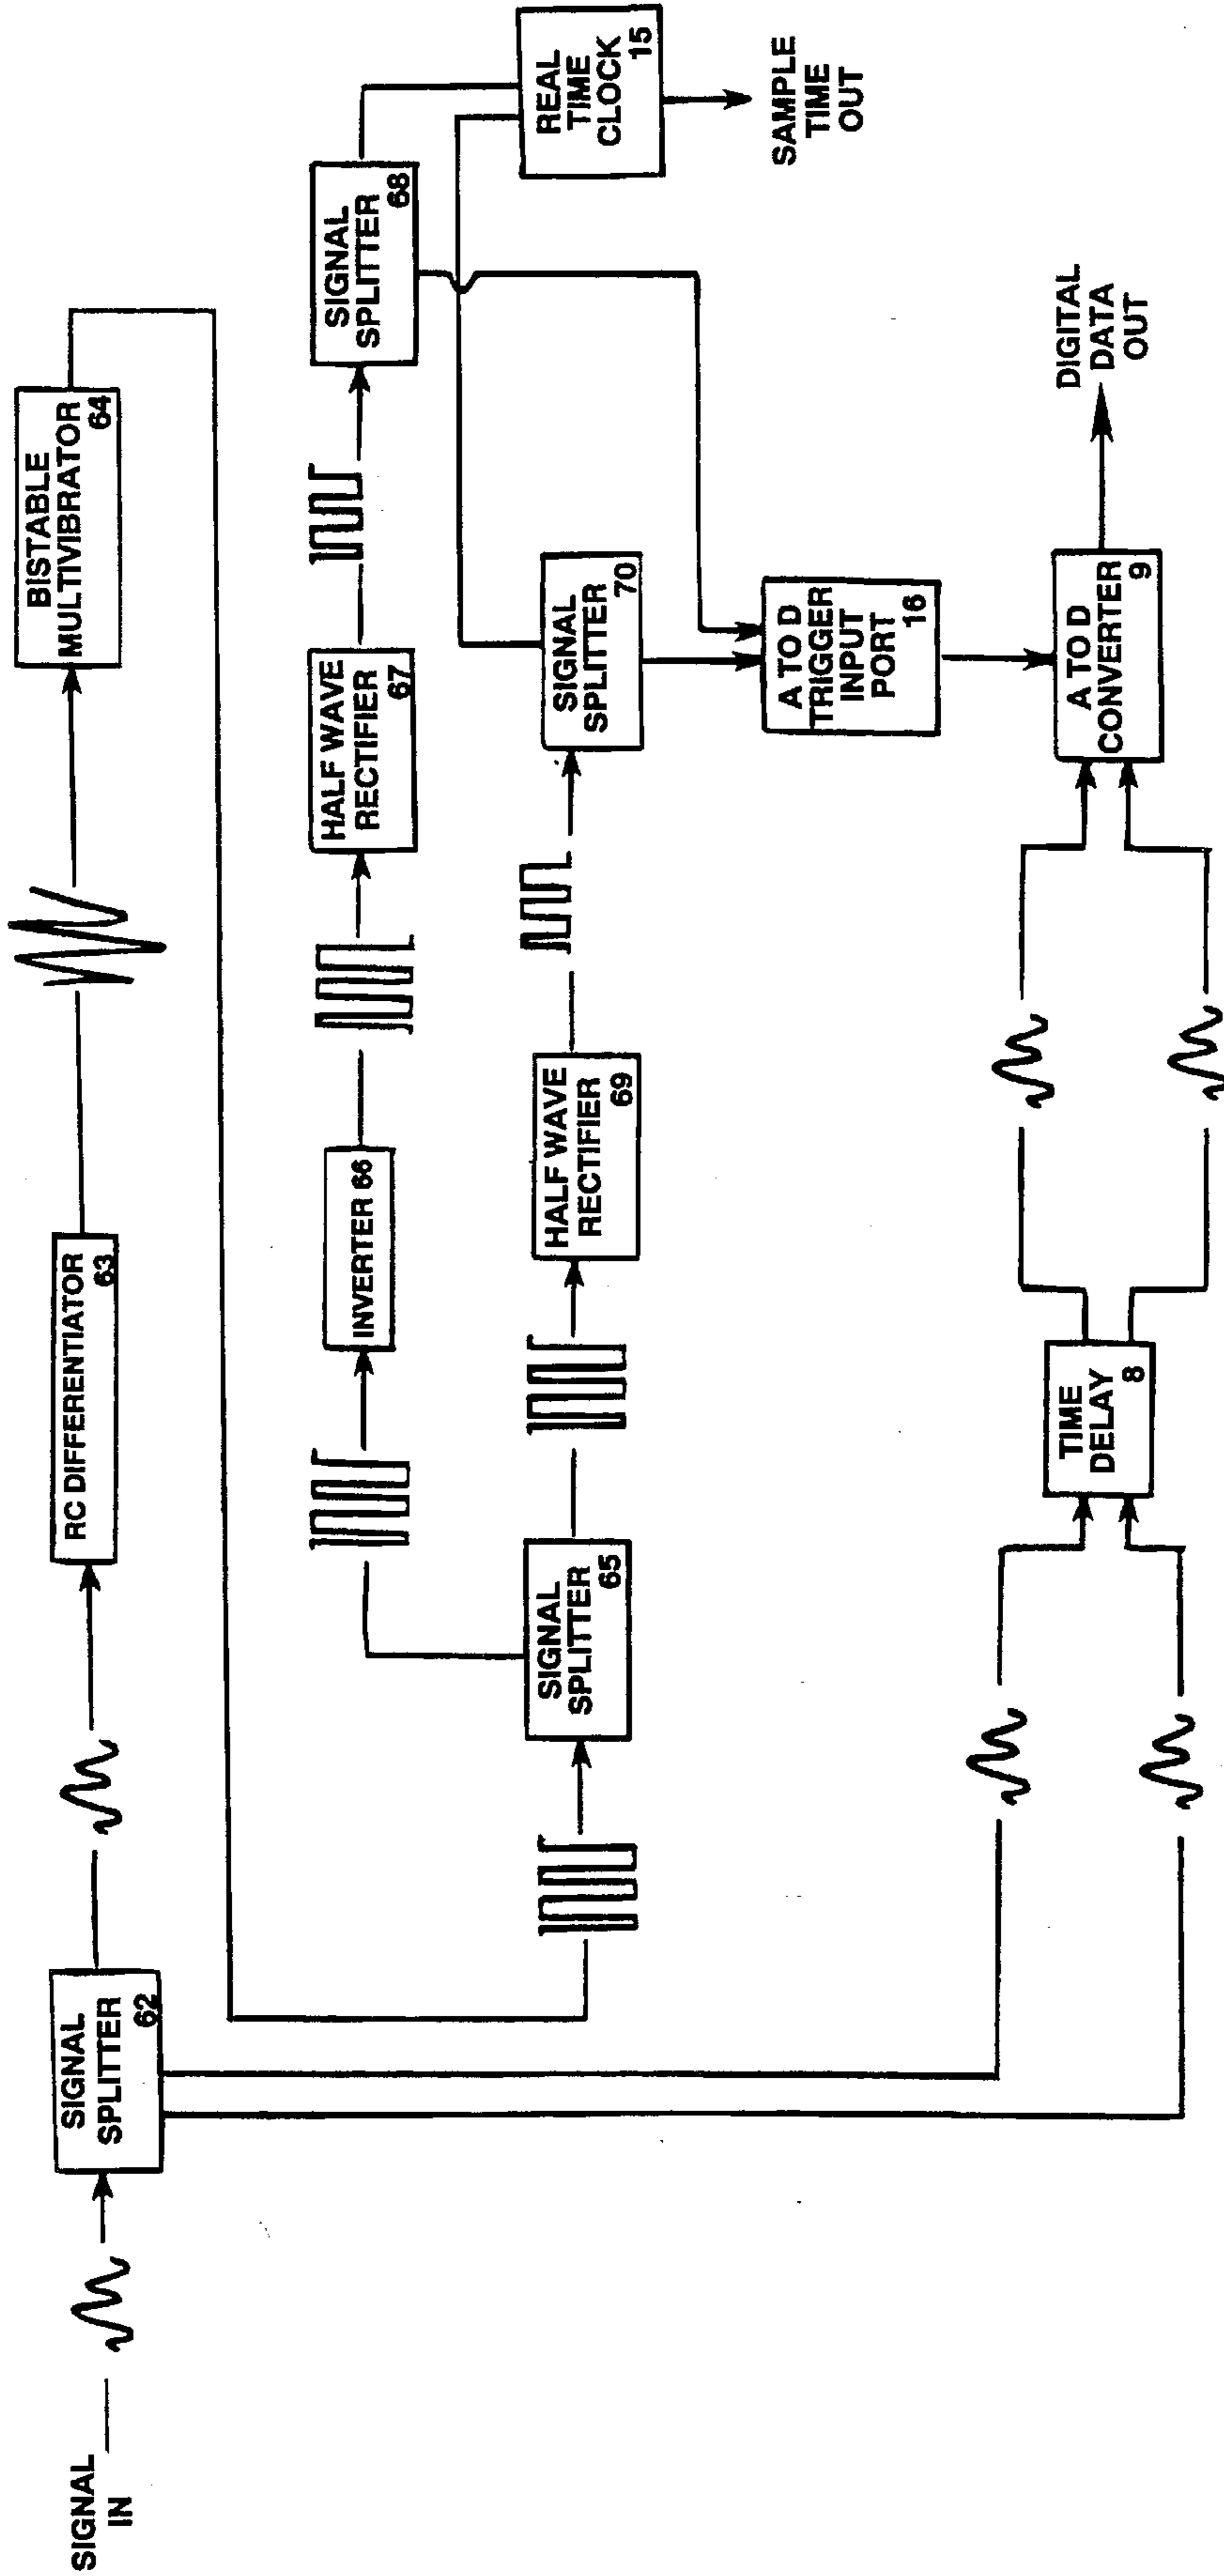 SIGNAL
IN
SIGNAL
SPLITTER
62
RC DIFFERENTIATOR
63
BISTABLE
MULTIVIBRATOR
64
SIGNAL
SPLITTER
65
INVERTER 66
HALF WAVE
RECTIFIER
67
SIGNAL
SPLITTER
68
HALF WAVE
RECTIFIER
69
SIGNAL
SPLITTER
70
REAL
TIME
CLOCK
15
SAMPLE
TIME
OUT
A TO D
TRIGGER
INPUT
PORT
16
TIME
DELAY
8
A TO D
CONVERTER
9
DIGITAL
DATA
OUT